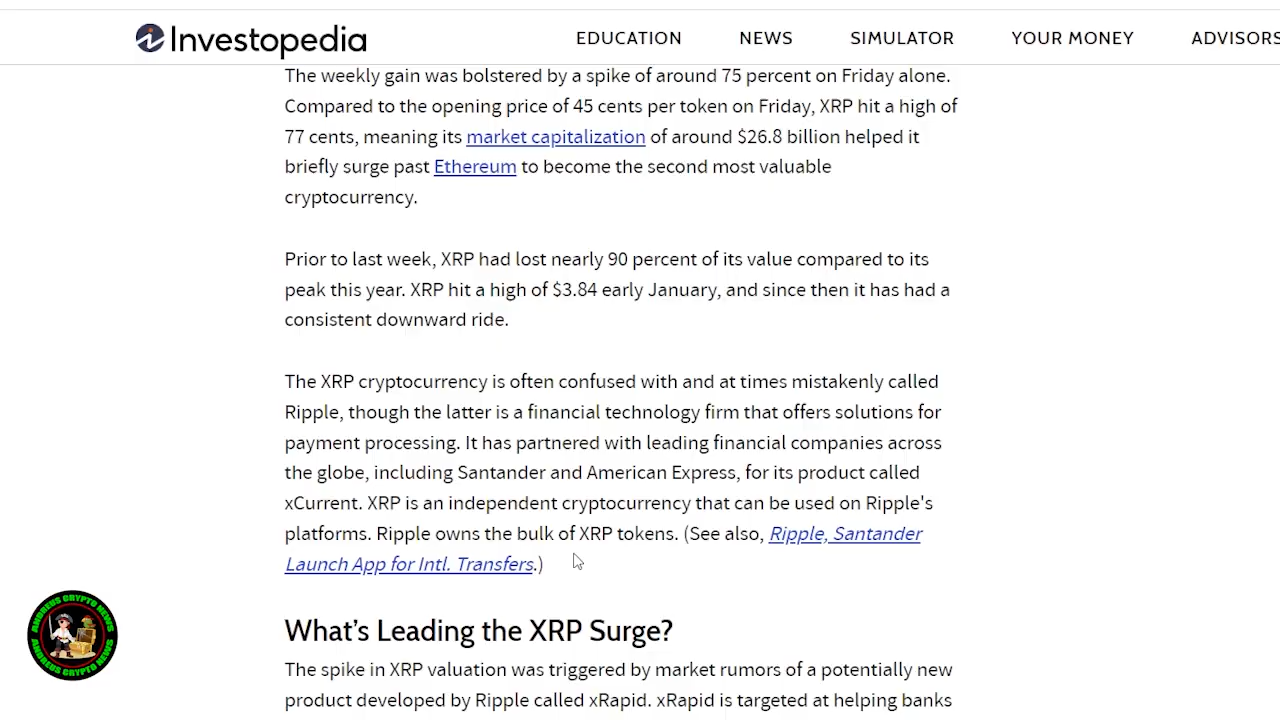 Investopedia
EDUCATION NEWS SIMULATOR YOUR MONEY ADVISORS
The weekly gain was bolstered by a spike of around 75 percent on Friday alone.
Compared to the opening price of 45 cents per token on Friday, XRP hit a high of
77 cents, meaning its market capitalization of around $26.8 billion helped it
briefly surge past Ethereum to become the second most valuable
cryptocurrency.
Prior to last week, XRP had lost nearly 90 percent of its value compared to its
peak this year. XRP hit a high of $3.84 early January, and since then it has had a
consistent downward ride.
The XRP cryptocurrency is often confused with and at times mistakenly called
Ripple, though the latter is a financial technology firm that offers solutions for
payment processing. It has partnered with leading financial companies across
the globe, including Santander and American Express, for its product called
xCurrent. XRP is an independent cryptocurrency that can be used on Ripple's
platforms. Ripple owns the bulk of XRP tokens. (See also, Ripple, Santander
Launch App for Intl. Transfers.)
ANDREUS CRYPTO NEWS
ANDREUS CRYPTO NEWS
What's Leading the XRP Surge?
The spike in XRP valuation was triggered by market rumors of a potentially new
product developed by Ripple called xRapid. xRapid is targeted at helping banks